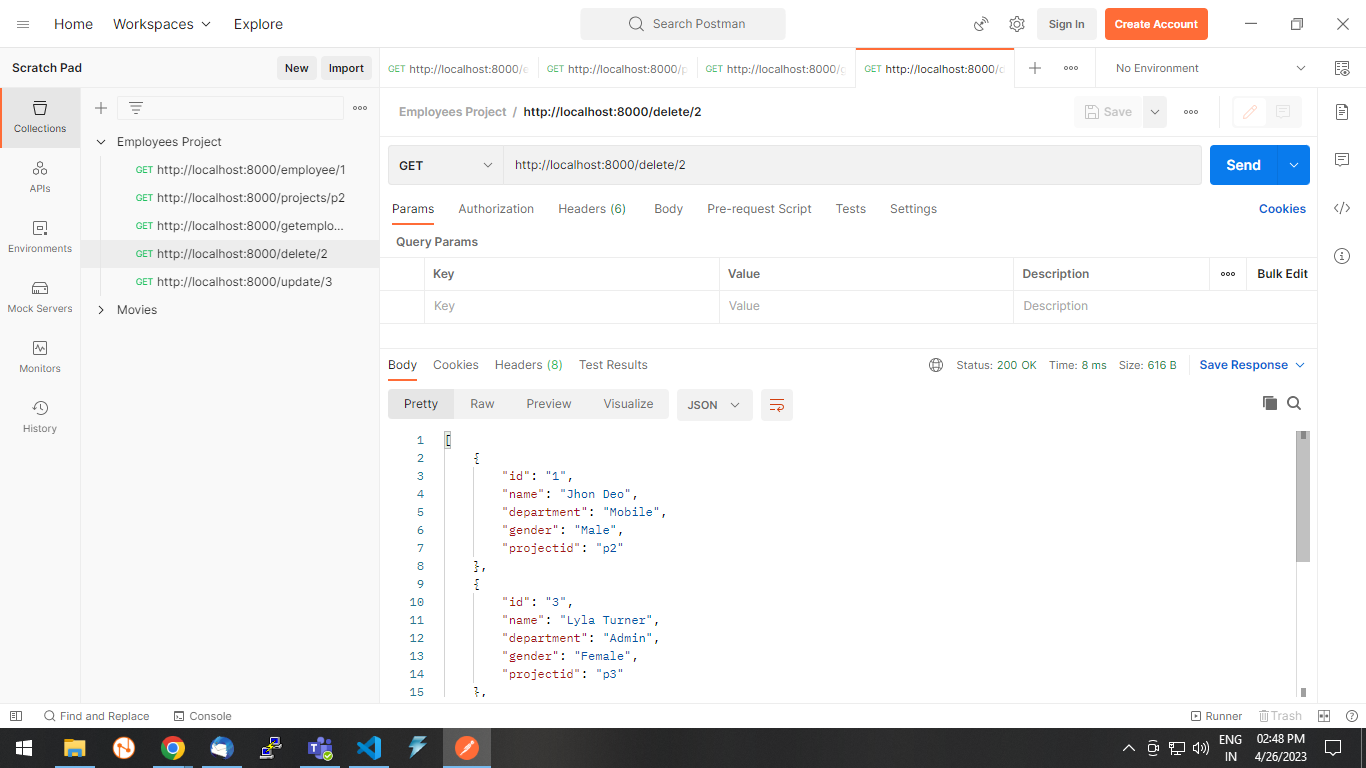 Home Workspaces Explore Search Postman Sign In Create Account
Scratch Pad New Import GET http://localhost:8000/e GET http://localhost:8000/p GET http://localhost:8000/g GET http://localhost:8000/d No Environment
Collections
APIs
Environments
Mock Servers
Monitors
History
Employees Project
GET http://localhost:8000/employee/1
GET http://localhost:8000/projects/p2
GET http://localhost:8000/getemplo...
GET http://localhost:8000/delete/2
GET http://localhost:8000/update/3
Movies
Employees Project / http://localhost:8000/delete/2 Save
GET http://localhost:8000/delete/2 Send
Params Authorization Headers (6) Body Pre-request Script Tests Settings Cookies
Query Params
Key Value Description Bulk Edit
Key Value Description
Body Cookies Headers (8) Test Results Status: 200 OK Time: 8 ms Size: 616 B Save Response
Pretty Raw Preview Visualize JSON
1 [
2 {
3 "id": "1",
4 "name": "Jhon Deo",
5 "department": "Mobile",
6 "gender": "Male",
7 "projectid": "p2"
8 },
9 {
10 "id": "3",
11 "name": "Lyla Turner",
12 "department": "Admin",
13 "gender": "Female",
14 "projectid": "p3"
15 },
Find and Replace Console Runner Trash
ENG 02:48 PM
IN 4/26/2023